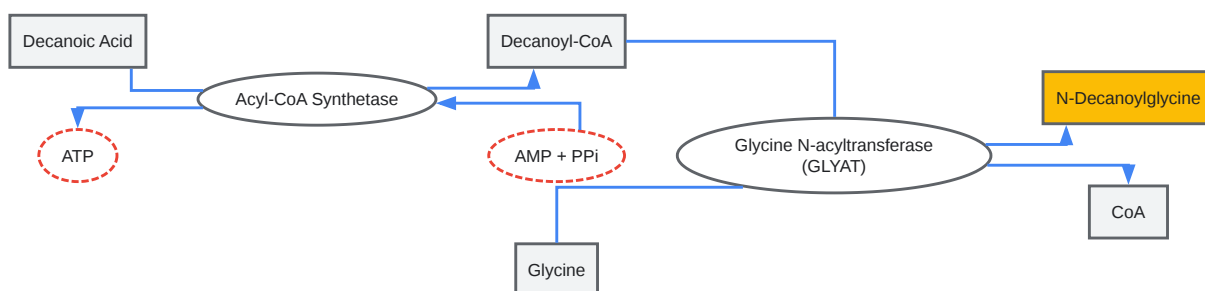 Decanoic Acid
Decanoyl-CoA
Acyl-CoA Synthetase
N-Decanoylglycine
ATP
AMP + PPi
Glycine N-acyltransferase
(GLYAT)
CoA
Glycine